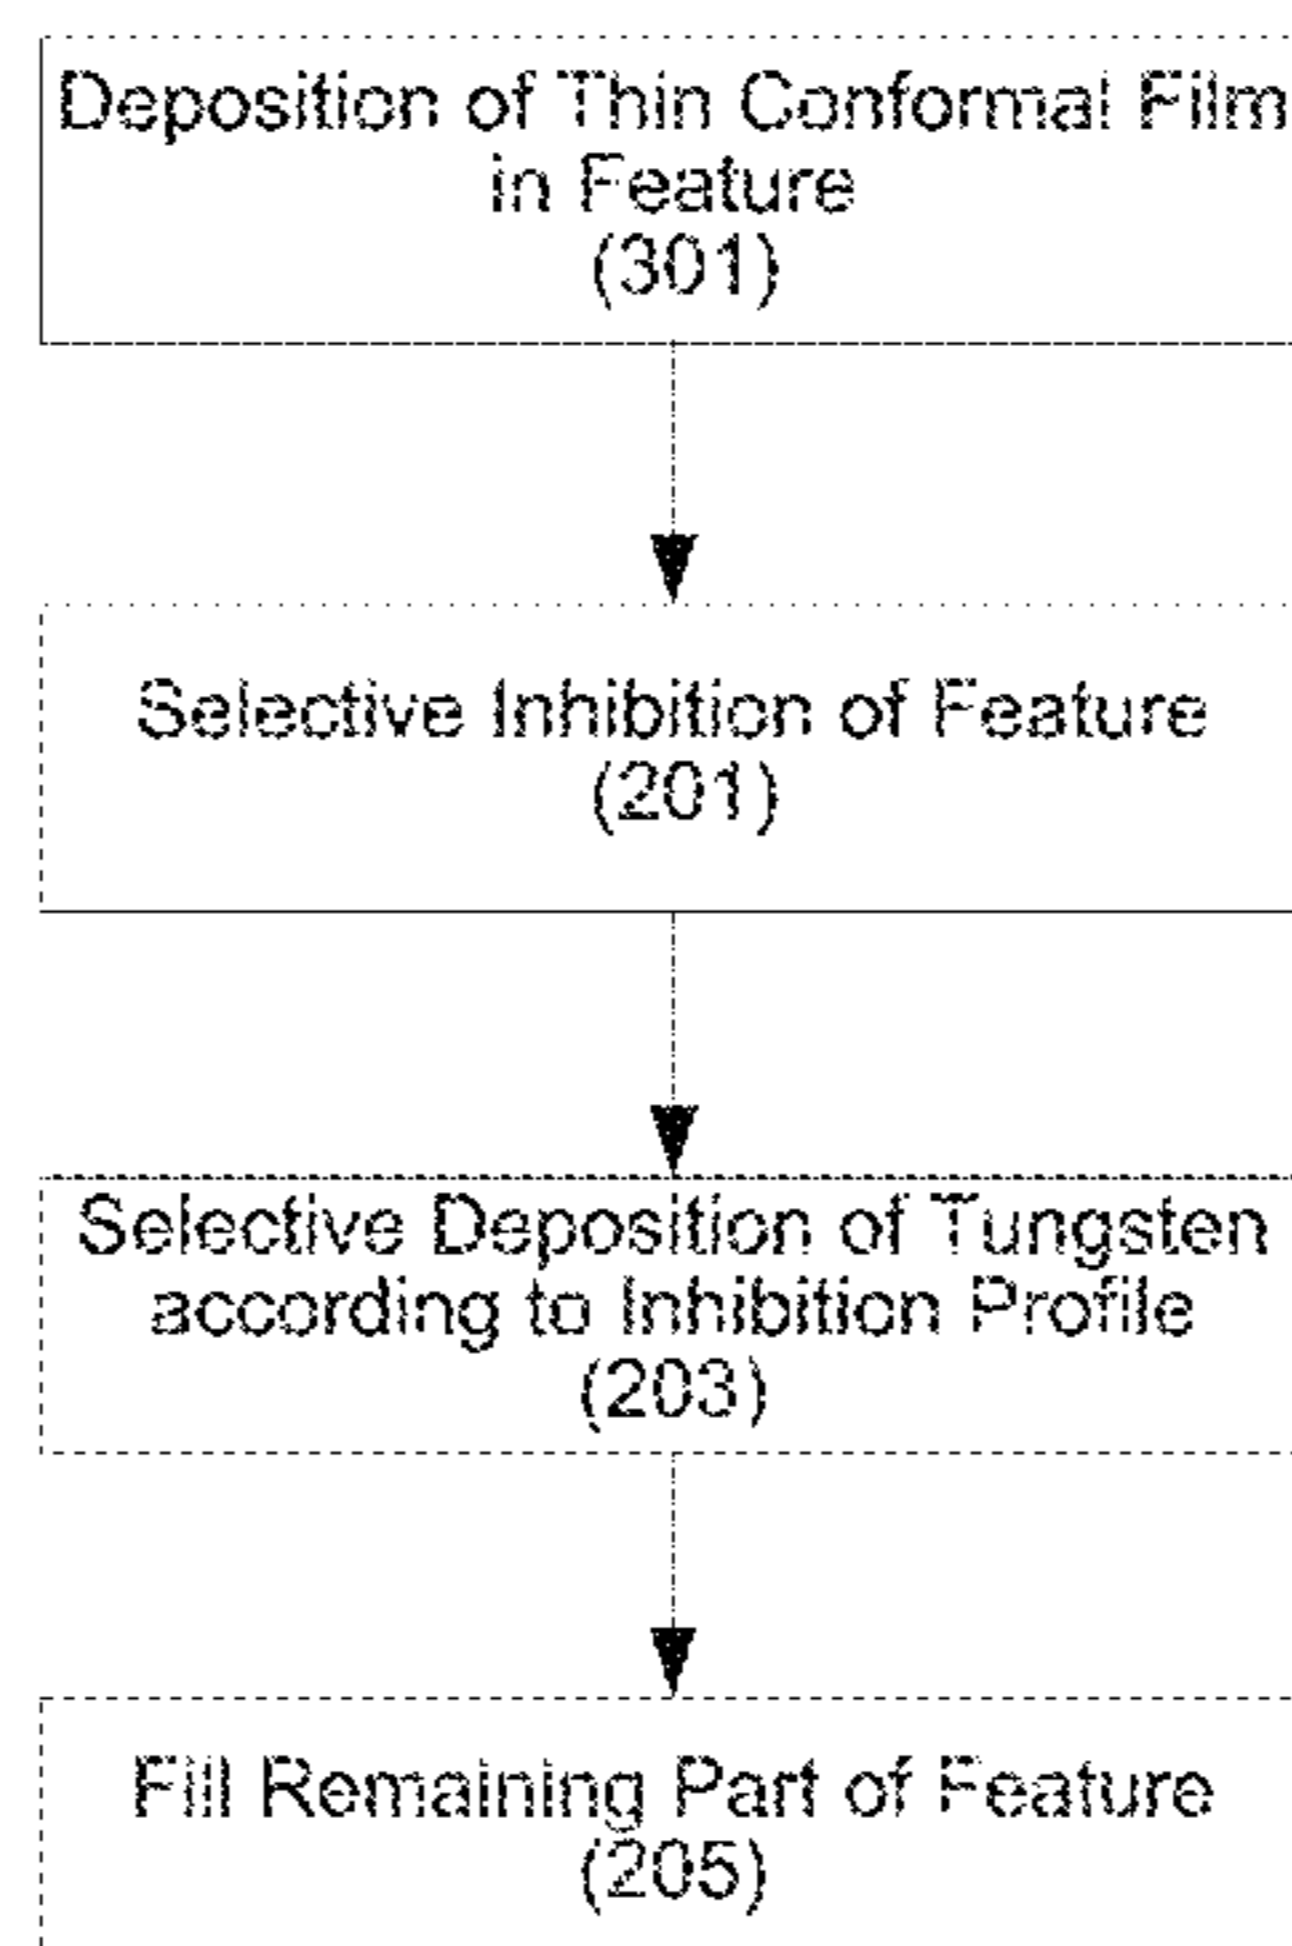 Deposition of Thin Conformal Film
in Feature
(301)
Selective Inhibition of Feature
(201)
Selective Deposition of Tungsten
according to Inhibition Profile
(203)
Fill Remaining Part of Feature
(205)